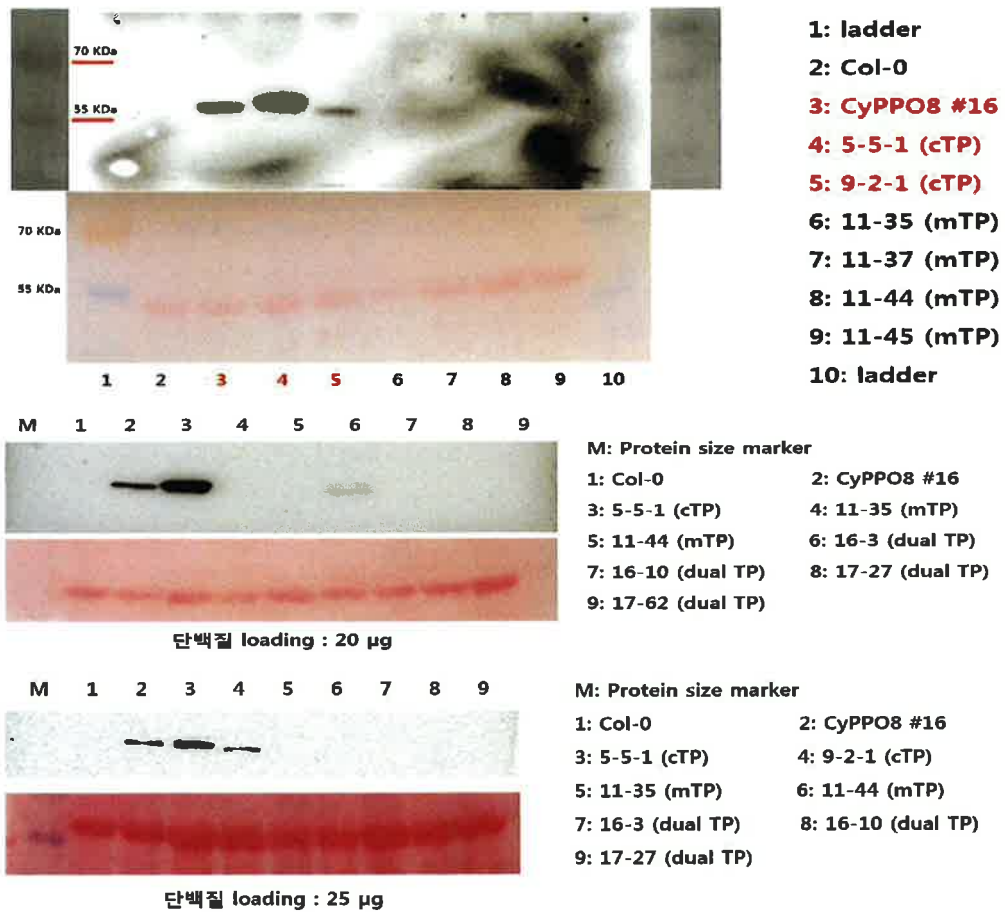 70 KDa
55 KDa
70 KDa
55 KDa
1 2 3 4 5 6 7 8 9 10
1: ladder
2: Col-0
3: CyPPO8 #16
4: 5-5-1 (cTP)
5: 9-2-1 (cTP)
6: 11-35 (mTP)
7: 11-37 (mTP)
8: 11-44 (mTP)
9: 11-45 (mTP)
10: ladder
M 1 2 3 4 5 6 7 8 9
단백질 loading : 20 μg
M: Protein size marker
1: Col-0 2: CyPPO8 #16
3: 5-5-1 (cTP) 4: 11-35 (mTP)
5: 11-44 (mTP) 6: 16-3 (dual TP)
7: 16-10 (dual TP) 8: 17-27 (dual TP)
9: 17-62 (dual TP)
M 1 2 3 4 5 6 7 8 9
단백질 loading : 25 μg
M: Protein size marker
1: Col-0 2: CyPPO8 #16
3: 5-5-1 (cTP) 4: 9-2-1 (cTP)
5: 11-35 (mTP) 6: 11-44 (mTP)
7: 16-3 (dual TP) 8: 16-10 (dual TP)
9: 17-27 (dual TP)